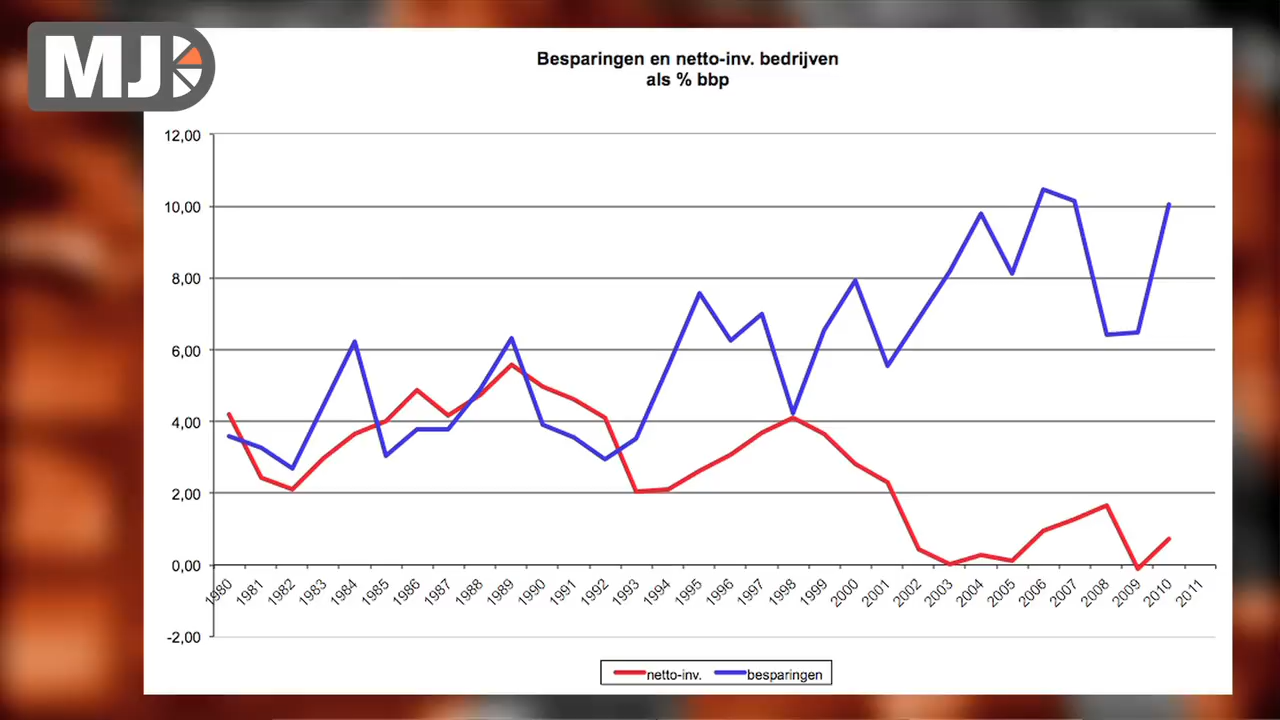 MJ
Besparingen en netto-inv. bedrijven
als % bbp
12,00
10,00
8,00
6,00
4,00
2,00
0,00
-2,00
1980 1981 1982 1983 1984 1985 1986 1987 1988 1989 1990 1991 1992 1993 1994 1995 1996 1997 1998 1999 2000 2001 2002 2003 2004 2005 2006 2007 2008 2009 2010 2011
netto-inv. besparingen